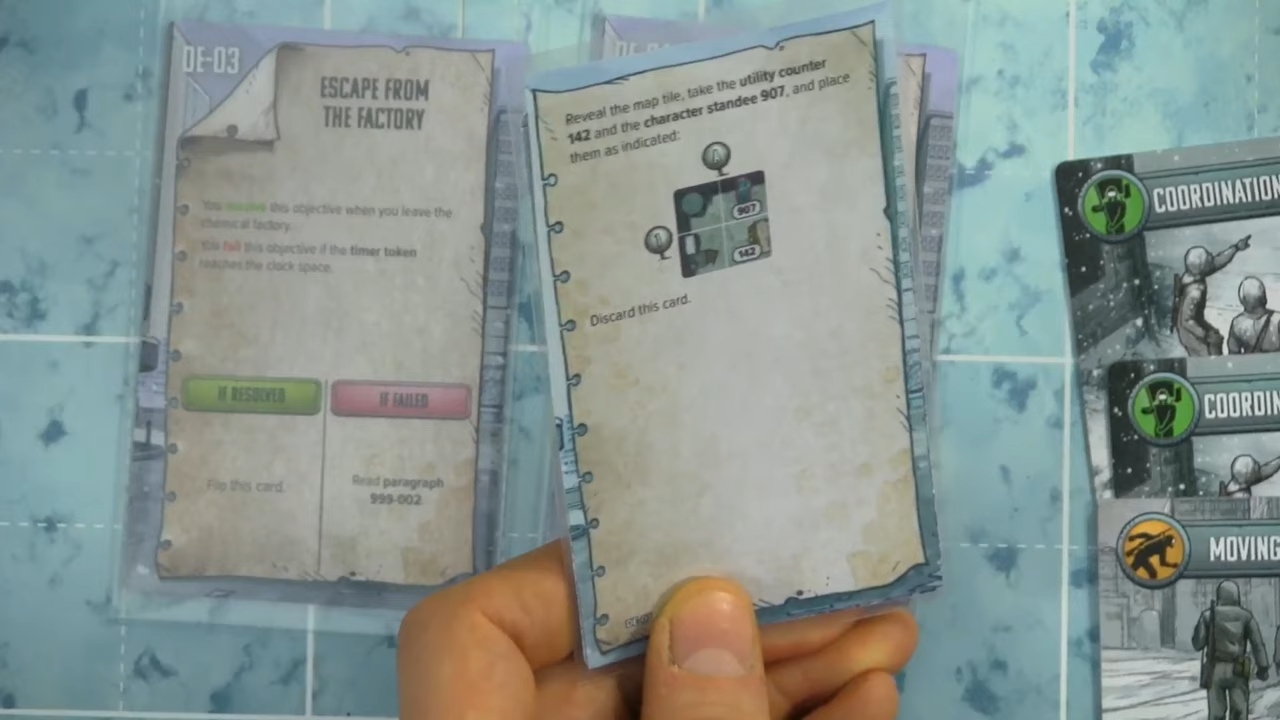 DE-03
ESCAPE FROM
THE FACTORY
You resolve this objective when you leave the
chemical factory.
You fail this objective if the timer token
reaches the clock space.
IF RESOLVED
IF FAILED
Flip this card.
Read paragraph
999-002
Reveal the map tile, take the utility counter
142 and the character standee 907, and place
them as indicated:
A
907
142
Discard this card.
COORDINATION
COORDIN
MOVING